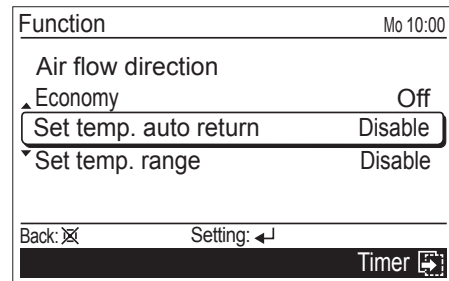 Function Mo 10:00
Air flow direction
Economy Off
Set temp. auto return Disable
Set temp. range Disable
Back: Setting:
Timer